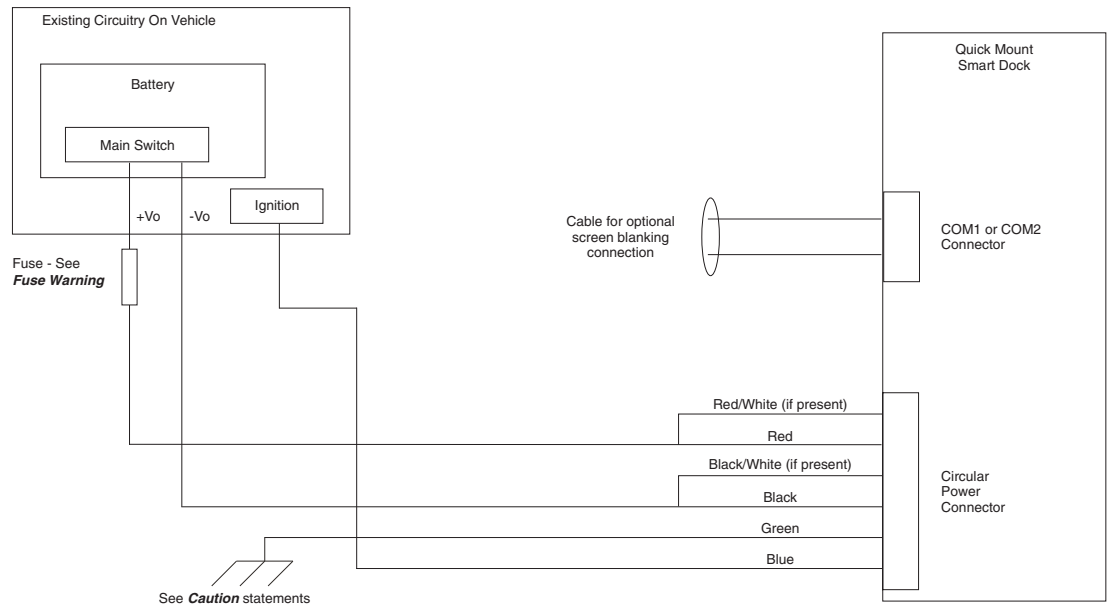 Existing Circuitry On Vehicle
Battery
Main Switch
+Vo
-Vo
Ignition
Fuse - See
Fuse Warning
Quick Mount
Smart Dock
Cable for optional
screen blanking
connection
COM1 or COM2
Connector
Red/White (if present)
Red
Black/White (if present)
Black
Green
Blue
Circular
Power
Connector
See Caution statements